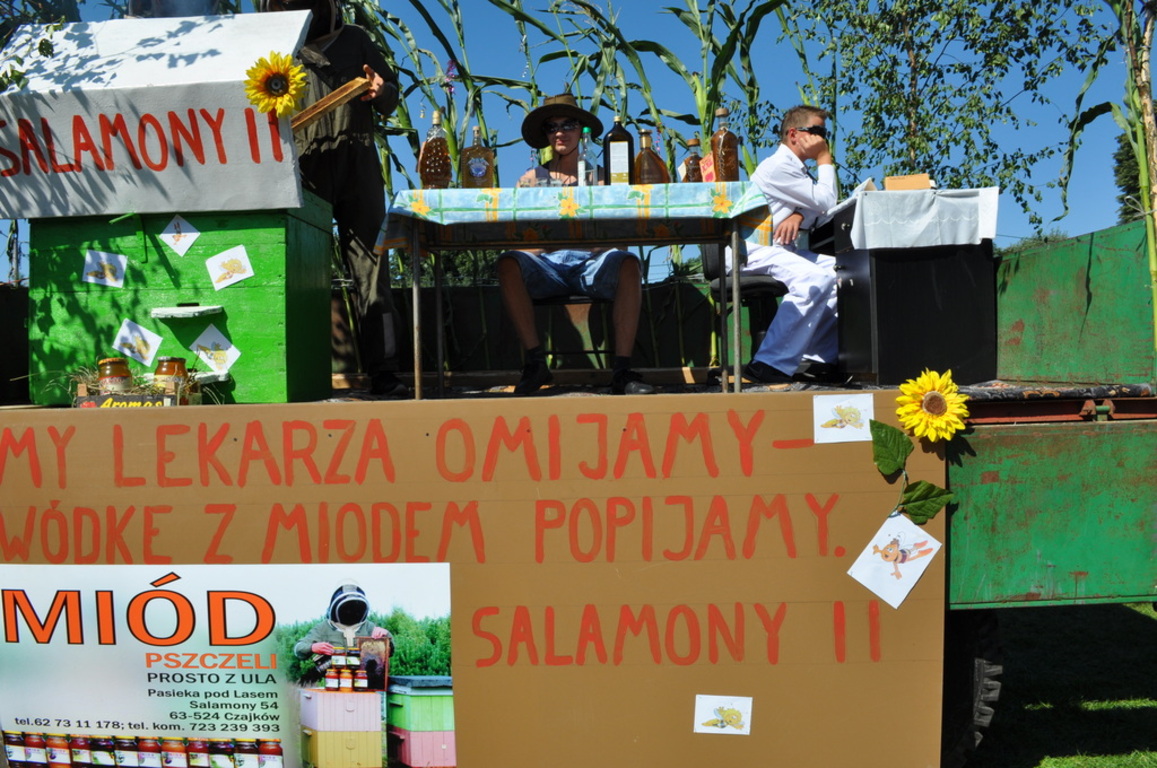 SALAMONY II
Aromat
MY LEKARZA OMIJAMY-
WÓDKE Z MIODEM POPIJAMY.
SALAMONY II
MIÓD
PSZCZELI
PROSTO Z ULA
Pasieka pod Lasem
Salamony 54
63-524 Czajków
tel.62 73 11 178; tel. kom. 723 239 393